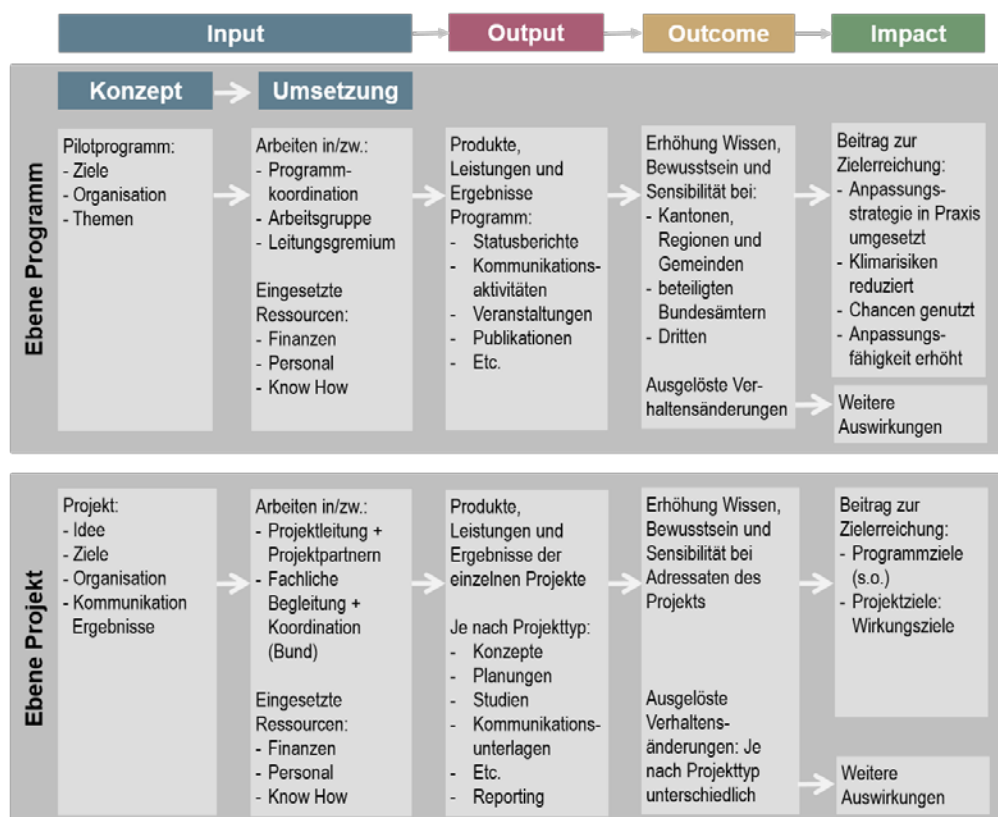 Input
Output
Outcome
Impact
Ebene Programm
Konzept
Umsetzung
Pilotprogramm:
- Ziele
- Organisation
- Themen
Arbeiten in/zw.:
- Programm-
koordination
- Arbeitsgruppe
- Leitungsgremium
Eingesetzte
Ressourcen:
- Finanzen
- Personal
- Know How
Produkte,
Leistungen und
Ergebnisse
Programm:
- Statusberichte
- Kommunikations-
aktivitäten
- Veranstaltungen
- Publikationen
- Etc.
Erhöhung Wissen,
Bewusstsein und
Sensibilität bei:
- Kantonen,
Regionen und
Gemeinden
- beteiligten
Bundesämtern
- Dritten
Ausgelöste Ver-
haltensänderungen
Beitrag zur
Zielerreichung:
- Anpassungs-
strategie in Praxis
umgesetzt
- Klimarisiken
reduziert
- Chancen genutzt
- Anpassungs-
fähigkeit erhöht
Weitere
Auswirkungen
Ebene Projekt
Projekt:
- Idee
- Ziele
- Organisation
- Kommunikation
Ergebnisse
Arbeiten in/zw.:
- Projektleitung +
Projektpartnern
- Fachliche
Begleitung +
Koordination
(Bund)
Eingesetzte
Ressourcen:
- Finanzen
- Personal
- Know How
Produkte,
Leistungen und
Ergebnisse der
einzelnen Projekte
Je nach Projekttyp:
- Konzepte
- Planungen
- Studien
- Kommunikations-
unterlagen
- Etc.
- Reporting
Erhöhung Wissen,
Bewusstsein und
Sensibilität bei
Adressaten des
Projekts
Ausgelöste
Verhaltens-
änderungen: Je
nach Projekttyp
unterschiedlich
Beitrag zur
Zielerreichung:
- Programmziele
(s.o.)
- Projektziele:
Wirkungsziele
Weitere
Auswirkungen